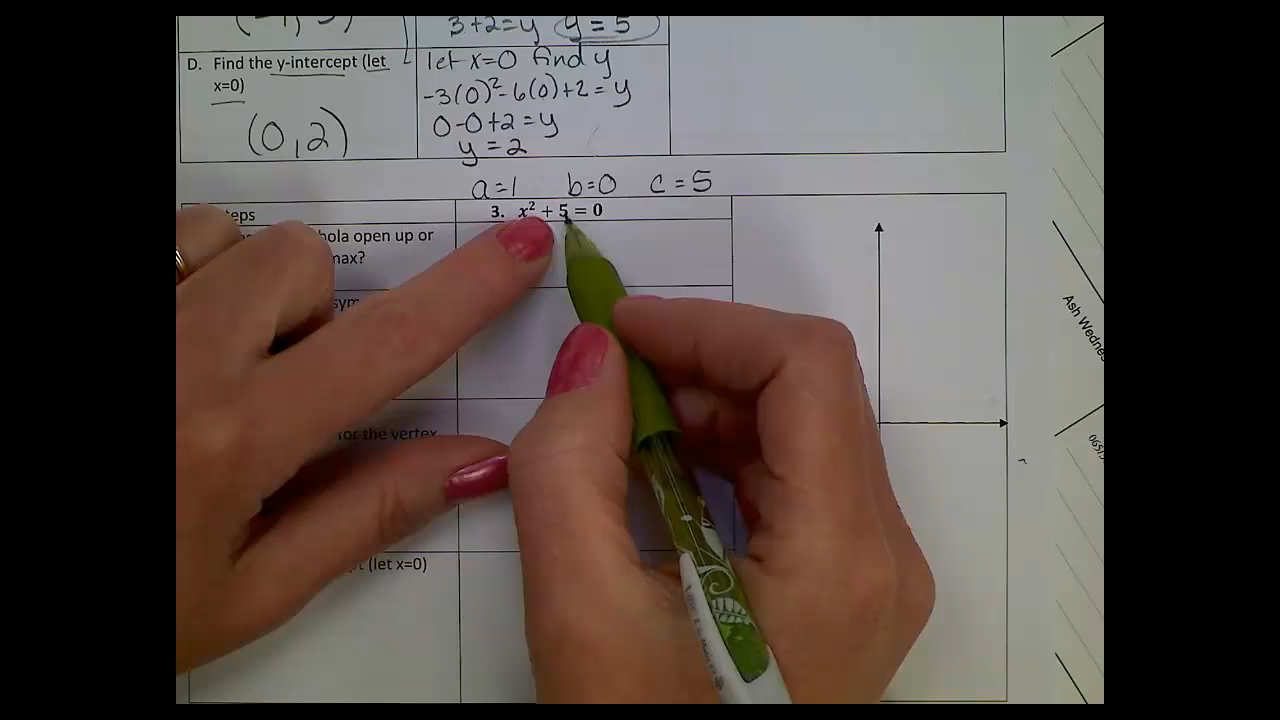 3+2=y y = 5
D. Find the y-intercept (let
x=0)
(0,2)
let x=0 find y
-3(0)²-6(0)+2=y
0-0+2=y
y=2
a=1 b=0 c=5
3. x² + 5 = 0
bola open up or
max?
sym
for the vertex
(let x=0)
Ash Wednes